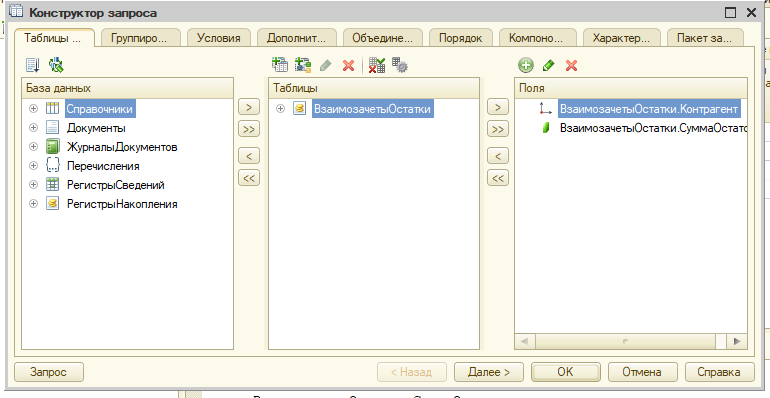 Конструктор запроса
Таблицы ...
Группиро...
Условия
Дополнит...
Объедине...
Порядок
Компоно...
Характер...
Пакет за...
База данных
Справочники
Документы
ЖурналыДокументов
Перечисления
РегистрыСведений
РегистрыНакопления
>
>>
<
<<
Таблицы
ВзаимозачетыОстатки
>
>>
<
<<
Поля
ВзаимозачетыОстатки.Контрагент
ВзаимозачетыОстатки.СуммаОстатс
Запрос
< Назад
Далее >
OK
Отмена
Справка